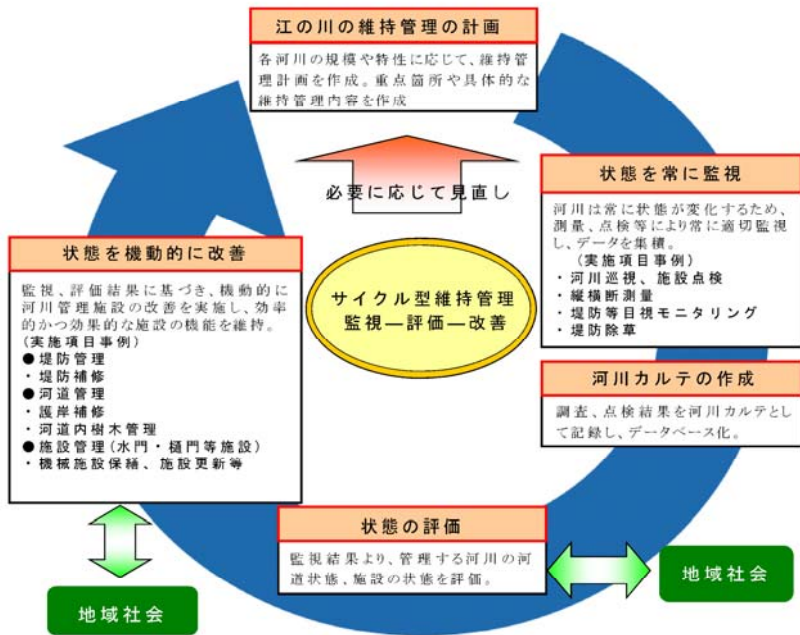 江の川の維持管理の計画
各河川の規模や特性に応じて、維持管
理計画を作成。重点箇所や具体的な
維持管理内容を作成
必要に応じて見直し
状態を常に監視
河川は常に状態が変化するため、
測量、点検等により常に適切監視
し、データを集積。
(実施項目事例)
・河川巡視、施設点検
・縦横断測量
・堤防等目視モニタリング
・堤防除草
河川カルテの作成
調査、点検結果を河川カルテとし
て記録し、データベース化。
状態の評価
監視結果より、管理する河川の河
道状態、施設の状態を評価。
地域社会
状態を機動的に改善
監視、評価結果に基づき、機動的に
河川管理施設の改善を実施し、効率
的かつ効果的な施設の機能を維持。
(実施項目事例)
●堤防管理
・堤防補修
●河道管理
・護岸補修
・河道内樹木管理
●施設管理(水門・樋門等施設)
・機械施設保繕、施設更新等
地域社会
サイクル型維持管理
監視―評価―改善